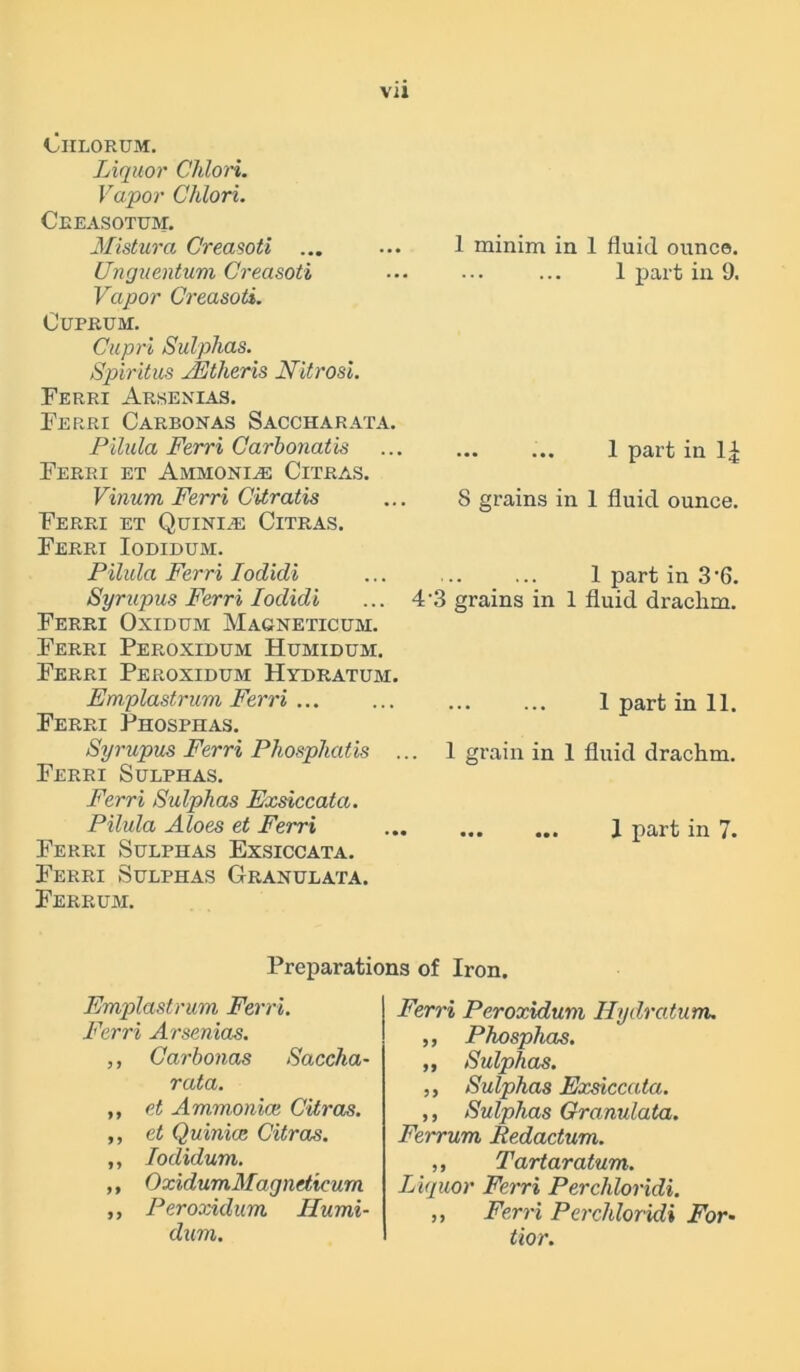 vii
CHLORUM.
Liquor Chlori.
Vapor Chlori.
CREASOTUM.
Mistura Creasoti ... ... 1 minim in 1 fluid ounce.
Unguentum Creasoti ... ... ... 1 part in 9.
Vapor Creasoti.
CUPRUM.
Cupri Sulphas.
Spiritus Ætheris Nitrosi.
FERRI ARSENIAS.
FERRI CARBONAS SACCHARATA.
Pilula Ferri Carbonatis ... ... ... 1 part in 1¼
FERRI ET AMMONIÆ CITRAS.
Vinum Ferri Citratis ... 8 grains in 1 fluid ounce.
FERRI ET QUINIÆ CITRAS.
FERRI IODIDUM.
Pilula Ferri Iodidi ... ... ... 1 part in 3·6.
Syrupus Ferri Iodidi ... 4·3 grains in 1 fluid drachm.
FERRI OXIDUM MAGNETICUM.
FERRI PEROXIDUM HUMIDUM.
FERRI PEROXIDUM HYDRATUM.
Emplastrum Ferri ... ... ... ... 1 part in 11.
FERRI PHOSPHAS.
Syrupus Ferri Phosphatis ... 1 grain in 1 fluid drachm.
FERRI SULPHAS.
Ferri Sulphas Exsiccata.
Pilula Aloes et Ferri ... ... ... 1 part in 7.
FERRI SULPHAS EXSICCATA.
FERRI SULPHAS GRANULATA.
FERRUM.
Preparations of Iron.
Emplastrum Ferri.
Ferri Arsenias.
,, Carbonas Saccha-
rata.
,, et Ammoniæ Citras.
,, et Quiniæ Citras.
,, Iodidum.
,, OxidumMagneticum
,, Peroxidum Humi-
dum.
Ferri Peroxidum Hydratum.
,, Phosphas.
,, Sulphas.
,, Sulphas Exsiccata.
,, Sulphas Granulata.
Ferrum Redactum.
,, Tartaratum.
Liquor Ferri Perchloridi.
,, Ferri Perchloridi For-
tior.